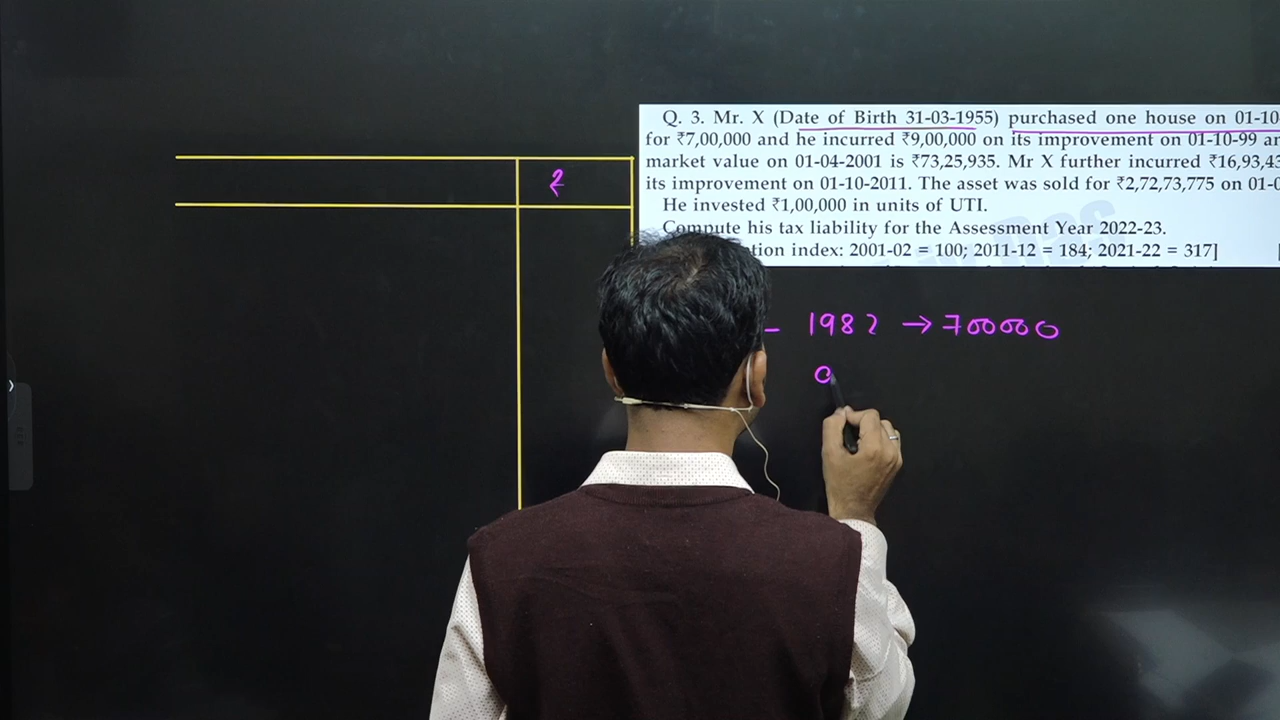 Q. 3. Mr. X (Date of Birth 31-03-1955) purchased one house on 01-10
for ₹7,00,000 and he incurred ₹9,00,000 on its improvement on 01-10-99 an
market value on 01-04-2001 is ₹73,25,935. Mr X further incurred ₹16,93,43
its improvement on 01-10-2011. The asset was sold for ₹2,72,73,775 on 01-0
He invested ₹1,00,000 in units of UTI.
Compute his tax liability for the Assessment Year 2022-23.
tion index: 2001-02 = 100; 2011-12 = 184; 2021-22 = 317]
₹
- 1982 → 700000
0